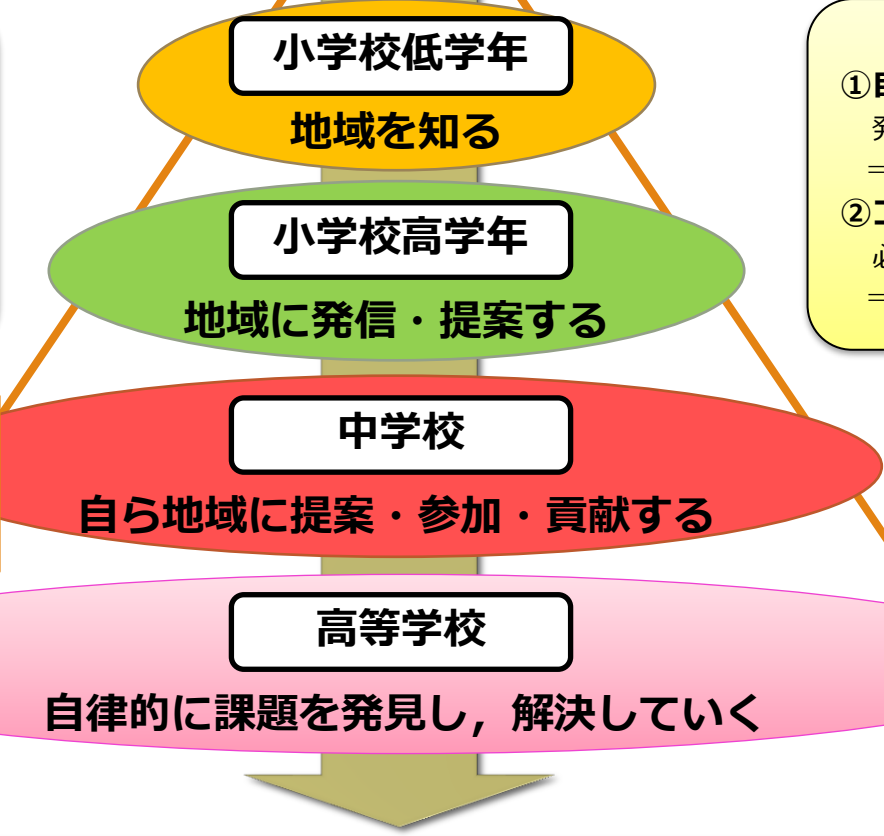 小学校低学年
地域を知る
小学校高学年
地域に発信・提案する
中学校
自ら地域に提案・参加・貢献する
高等学校
自律的に課題を発見し，解決していく
①
⇒
②
⇒